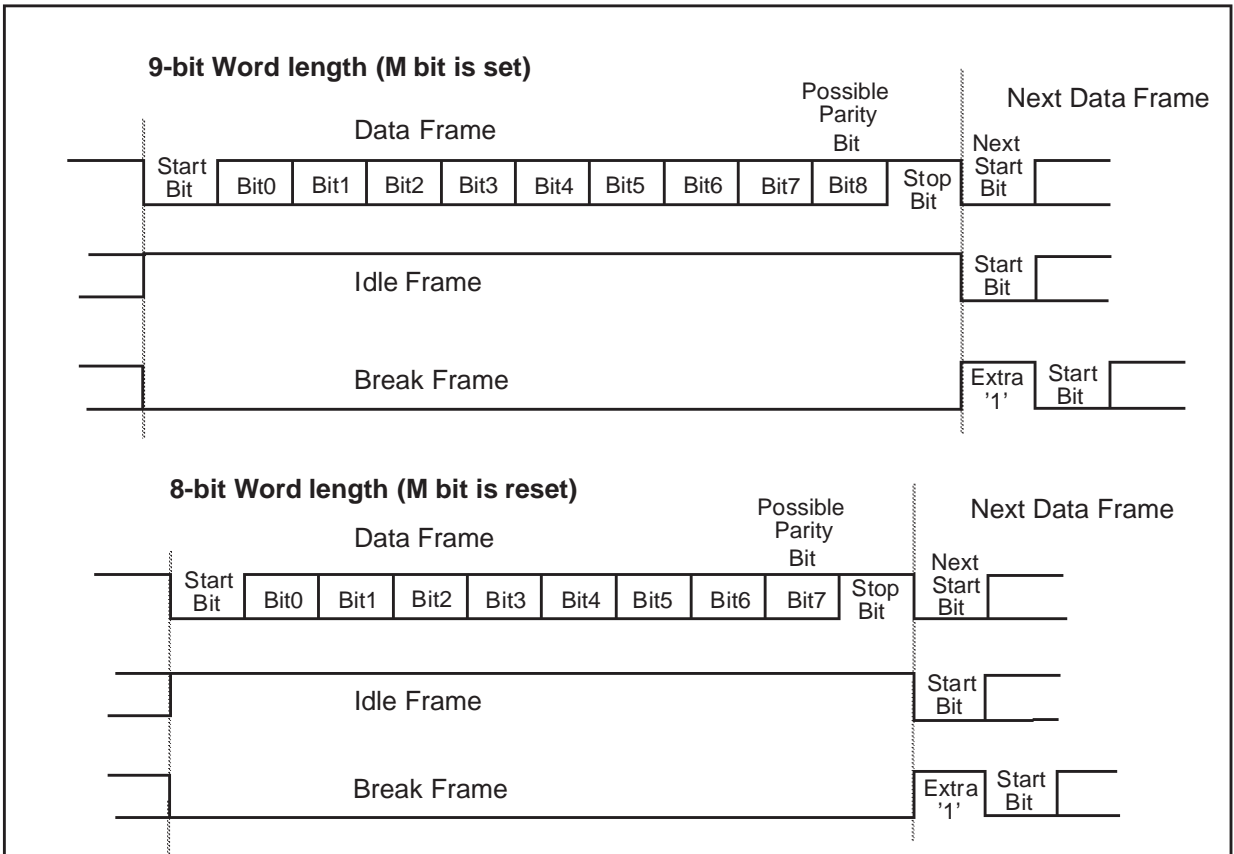 9-bit Word length (M bit is set)
Possible
Parity
Bit
Next Data Frame
Data Frame
Next
Start
Bit
Start
Bit
Bit0
Bit1
Bit2
Bit3
Bit4
Bit5
Bit6
Bit7
Bit8
Stop
Bit
Idle Frame
Start
Bit
Break Frame
Extra
’1’
Start
Bit
8-bit Word length (M bit is reset)
Possible
Parity
Bit
Next Data Frame
Data Frame
Next
Start
Bit
Start
Bit
Bit0
Bit1
Bit2
Bit3
Bit4
Bit5
Bit6
Bit7
Stop
Bit
Idle Frame
Start
Bit
Break Frame
Extra
’1’
Start
Bit